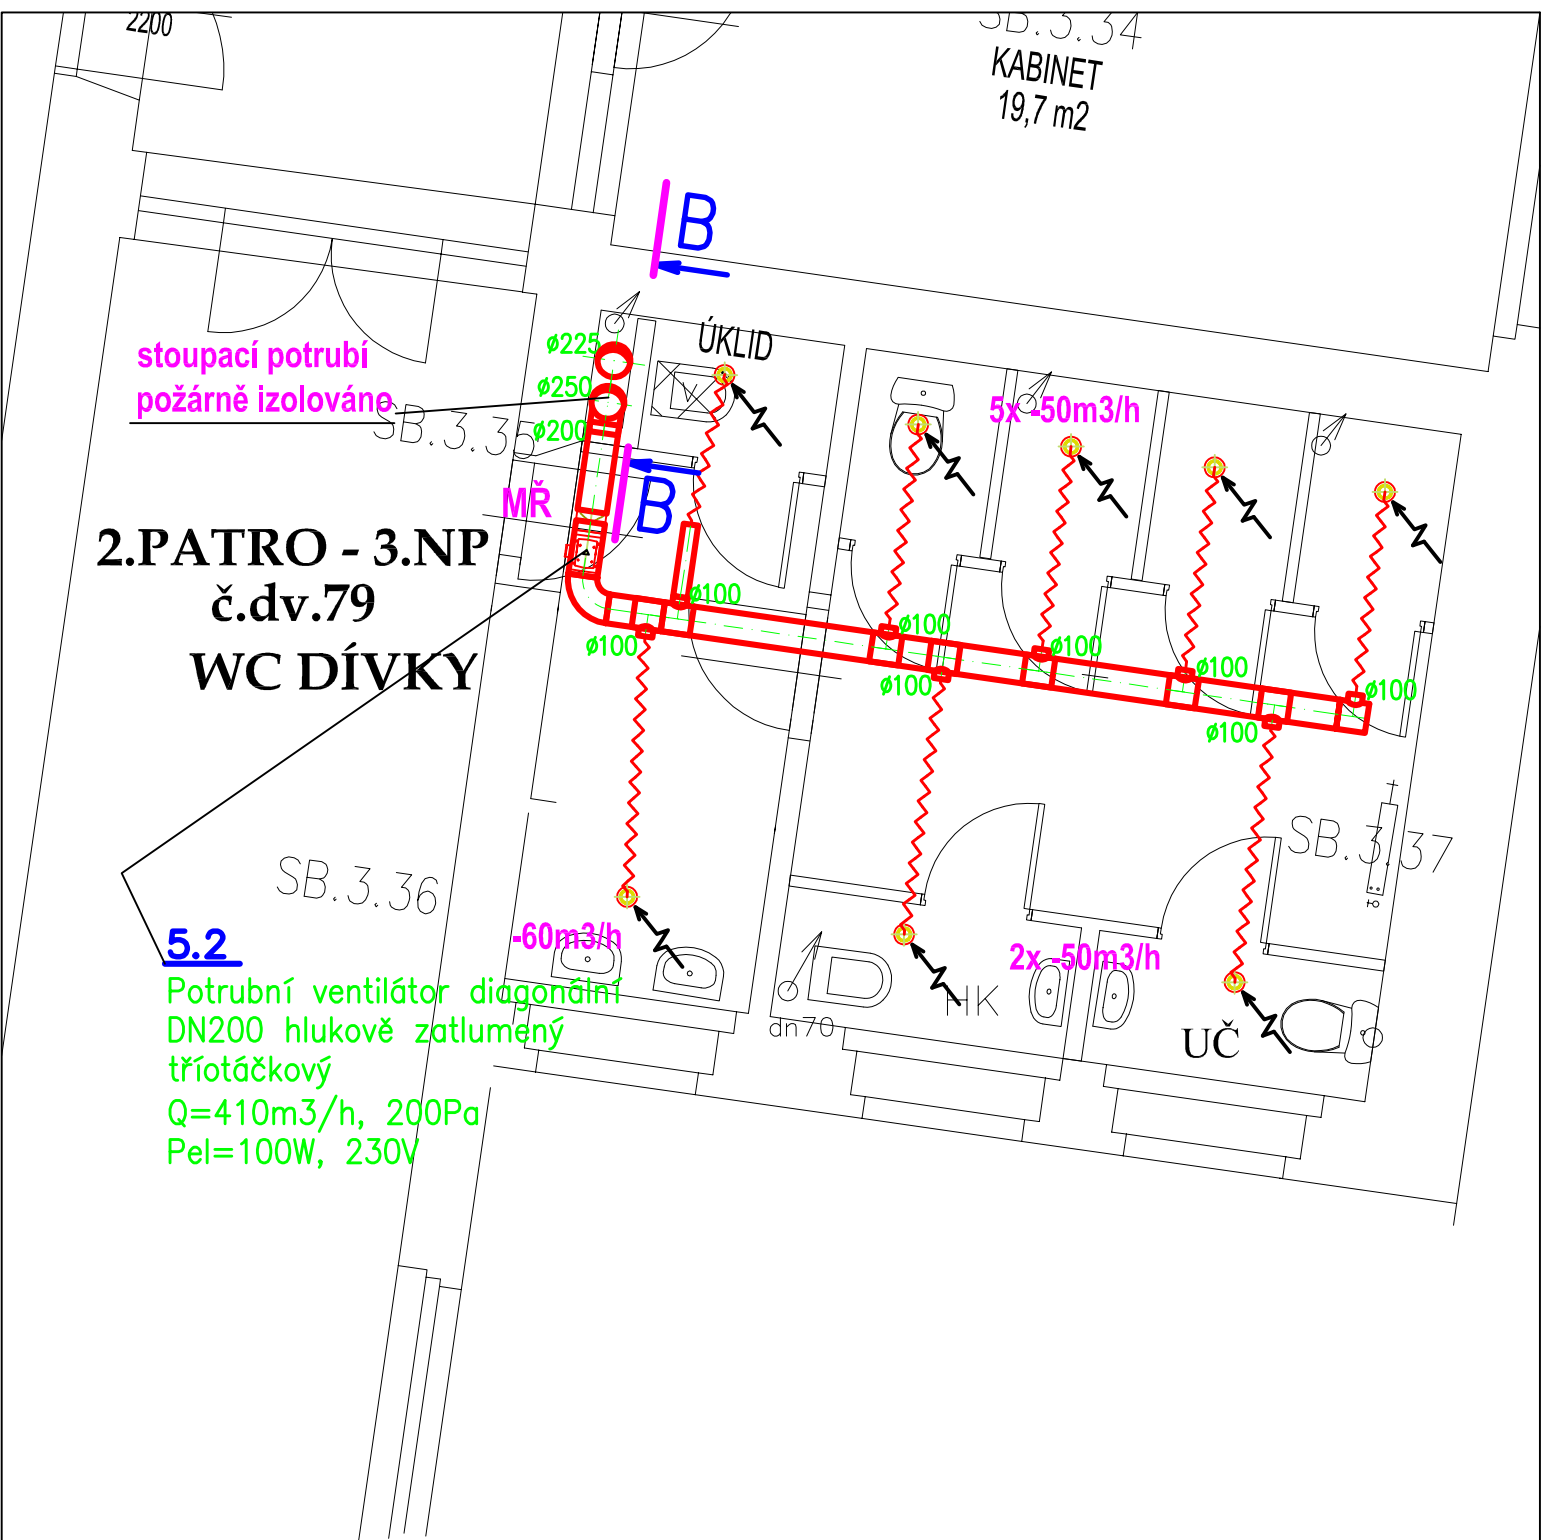 2200
SB.3.34
KABINET
19,7 m2
B
ÚKLID
ø225
stoupací potrubí
požárně izolováno
ø250
SB.3.35
ø200
5x -50m3/h
V
MŘ
B
2.PATRO - 3.NP
č.dv.79
WC DÍVKY
ø100
ø100
ø100
ø100
ø100
ø100
ø100
ø100
SB.3.37
SB.3.36
5.2
-60m3/h
2x -50m3/h
Potrubní ventilátor diagonální
DN200 hlukově zatlumený
tříotáčkový
Q=410m3/h, 200Pa
Pel=100W, 230V
dn70
HK
UČ